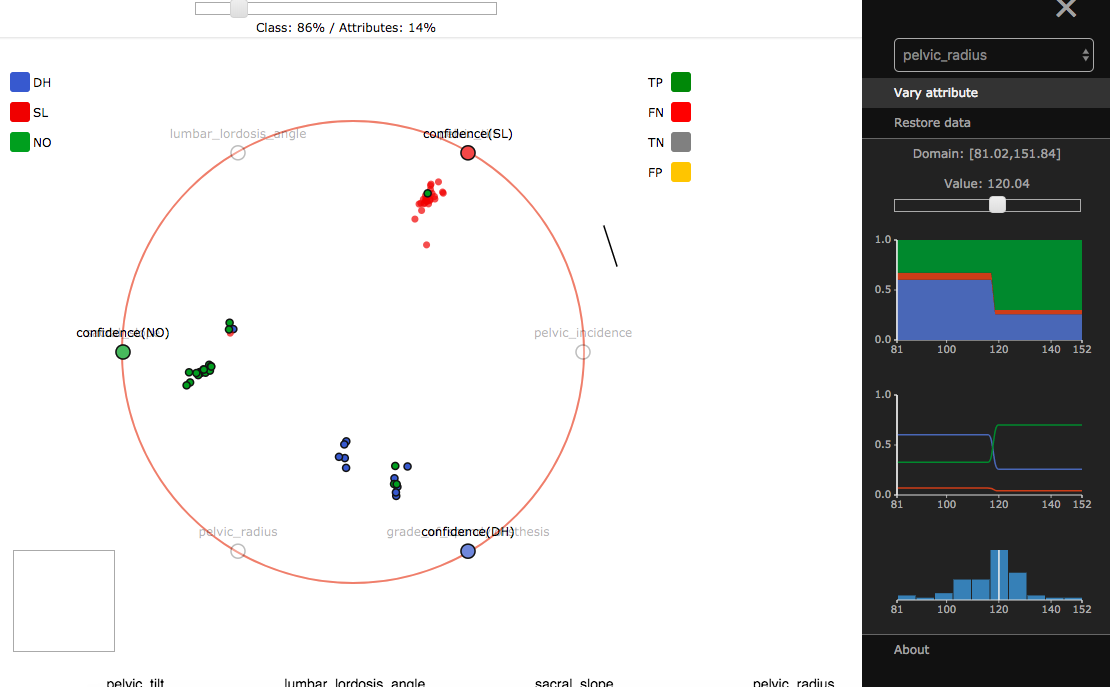 Class: 86% / Attributes: 14%
DH
SL
NO
TP
FN
TN
FP
lumbar_lordosis_angle
confidence(SL)
confidence(NO)
pelvic_incidence
pelvic_radius
confidence(DH)
pelvic_tilt
lumbar_lordosis_angle
sacral_slope
pelvic_radius
pelvic_radius
Vary attribute
Restore data
Domain: [81.02,151.84]
Value: 120.04
1.0
0.5
0.0
81 100 120 140 152
1.0
0.5
0.0
81 100 120 140 152
81 100 120 140 152
About